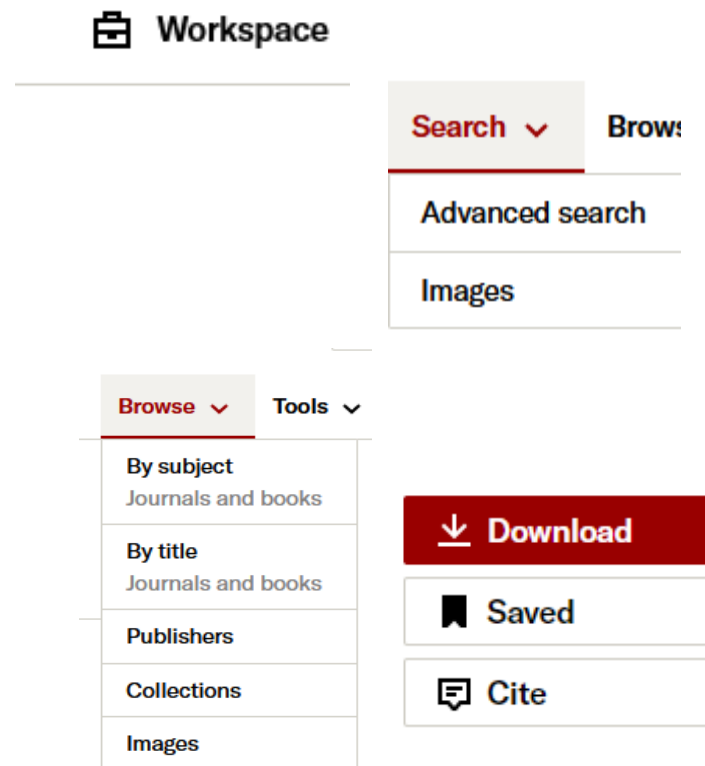 Workspace
Search Brows
Advanced search
Images
Browse Tools
By subject
Journals and books
By title
Journals and books
Publishers
Collections
Images
Download
Saved
Cite